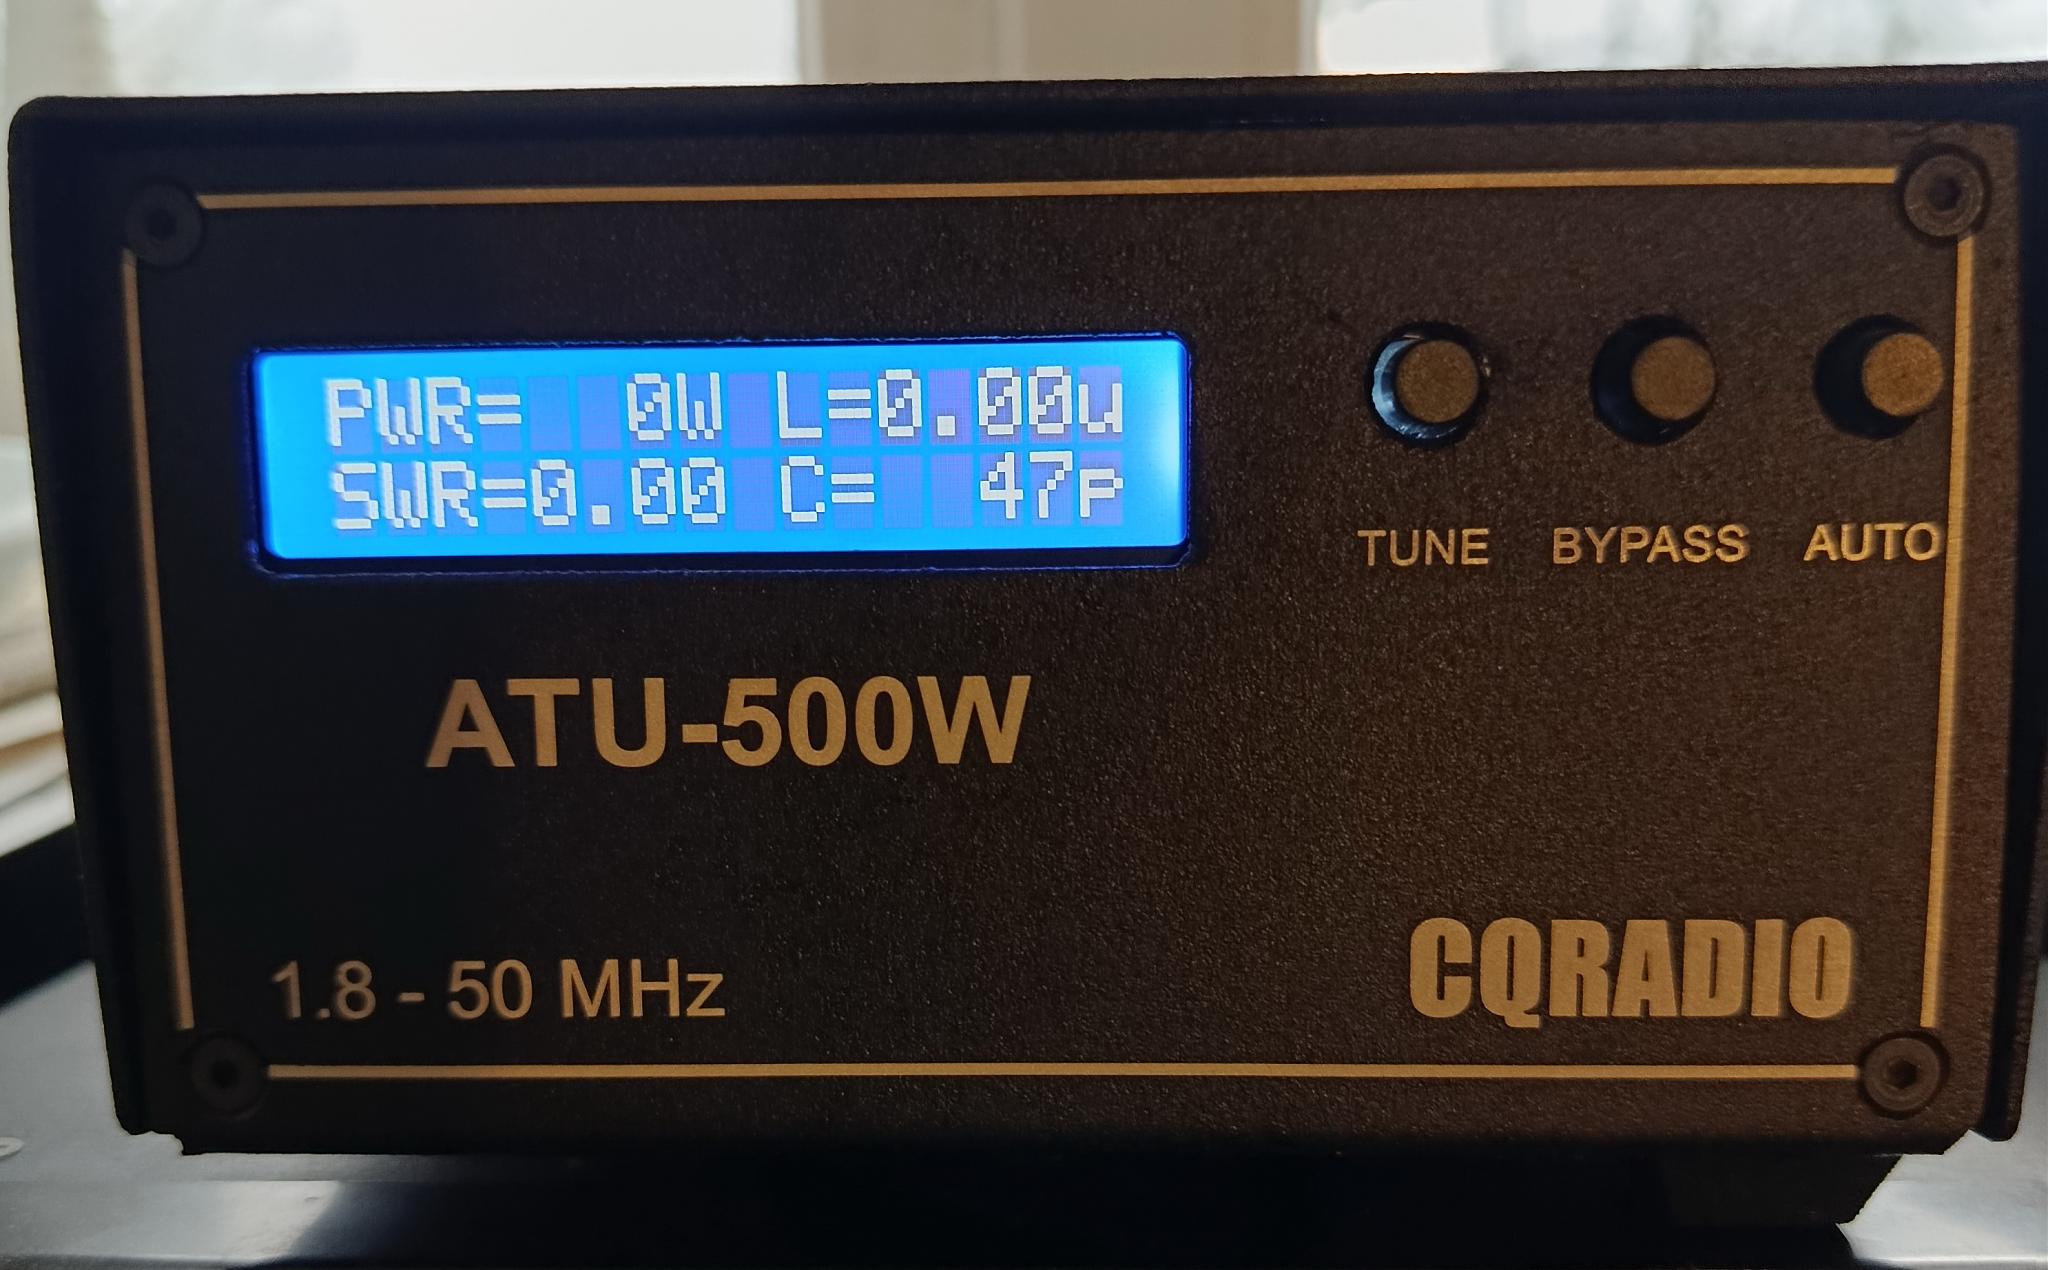 PWR=   0W L=0.00u
SWR=0.00 C=  47p
TUNE BYPASS AUTO
ATU-500W
1.8 - 50 MHz
CQRADIO